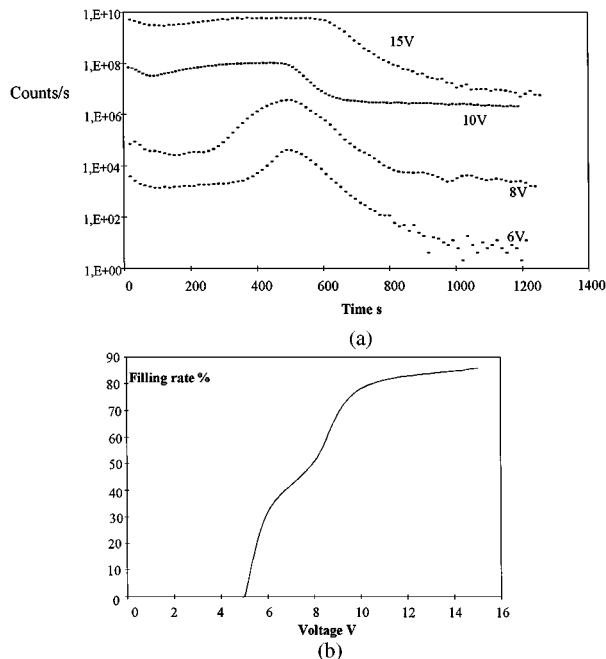 1,E+10
1,E+08
1,E+06
1,E+04
1,E+02
1,E+00
Counts/s
15V
10V
8V
6V
0 200 400 600 800 1000 1200 1400
Time s
(a)
90
80
70
60
50
40
30
20
10
0
Filling rate %
0 2 4 6 8 10 12 14 16
Voltage V
(b)